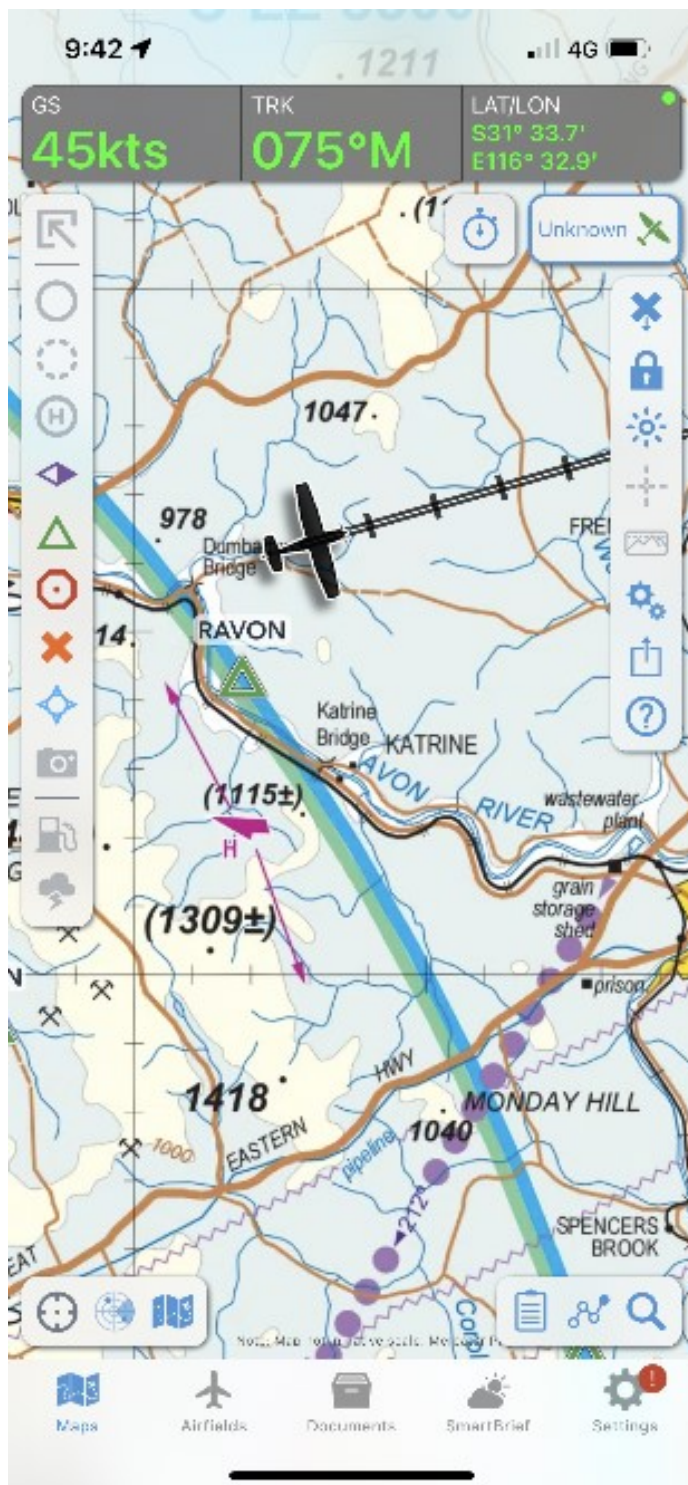 9:42
4G
.1211
GS
45kts
TRK
075°M
LAT/LON
S31° 33.7'
E116° 32.9'
Unknown
H
1047
978
Bridge
RAVON
14
Katrine
Bridge
KATRINE
AVON RIVER
(1115±)
H
wastewater
plant
grain
storage
shed
prison
(1309±)
HWY
1418
MONDAY HILL
1040
EASTERN
pipeline
1000
212°
SPENCERS
BROOK
Maps
Airfields
Documents
SmartBrief
Settings